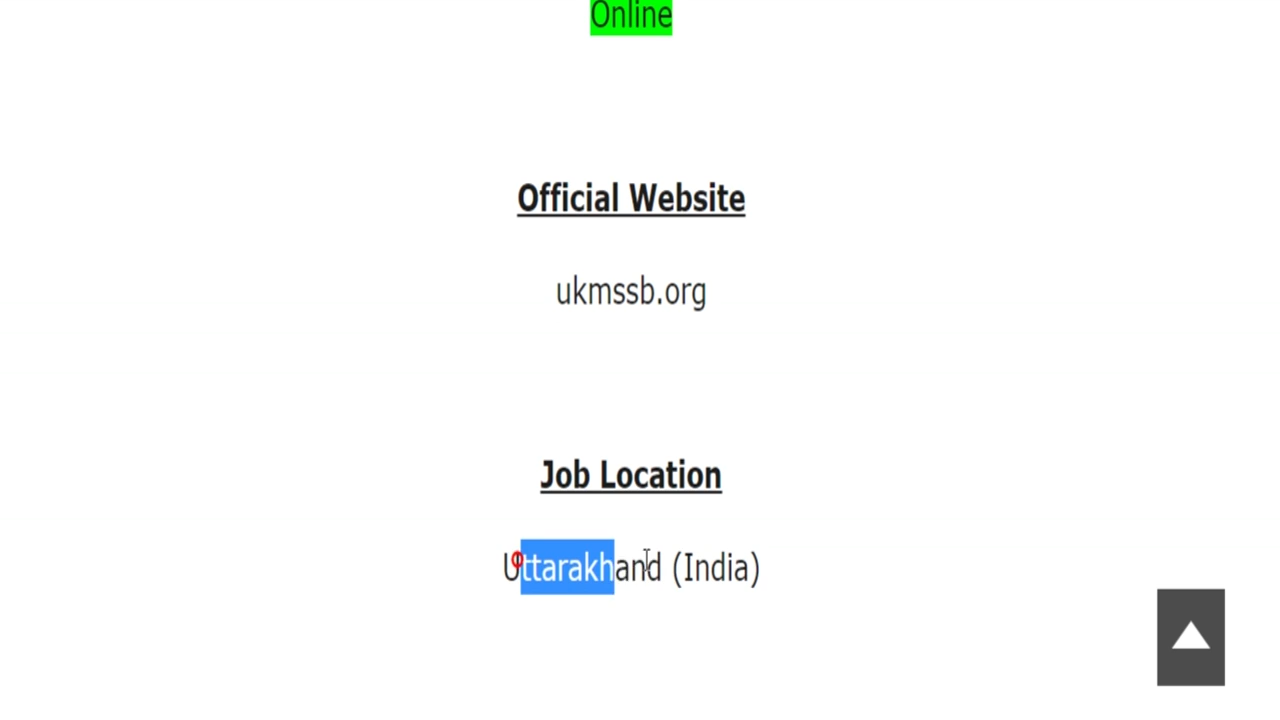 Online
Official Website
ukmssb.org
Job Location
Uttarakhand (India)